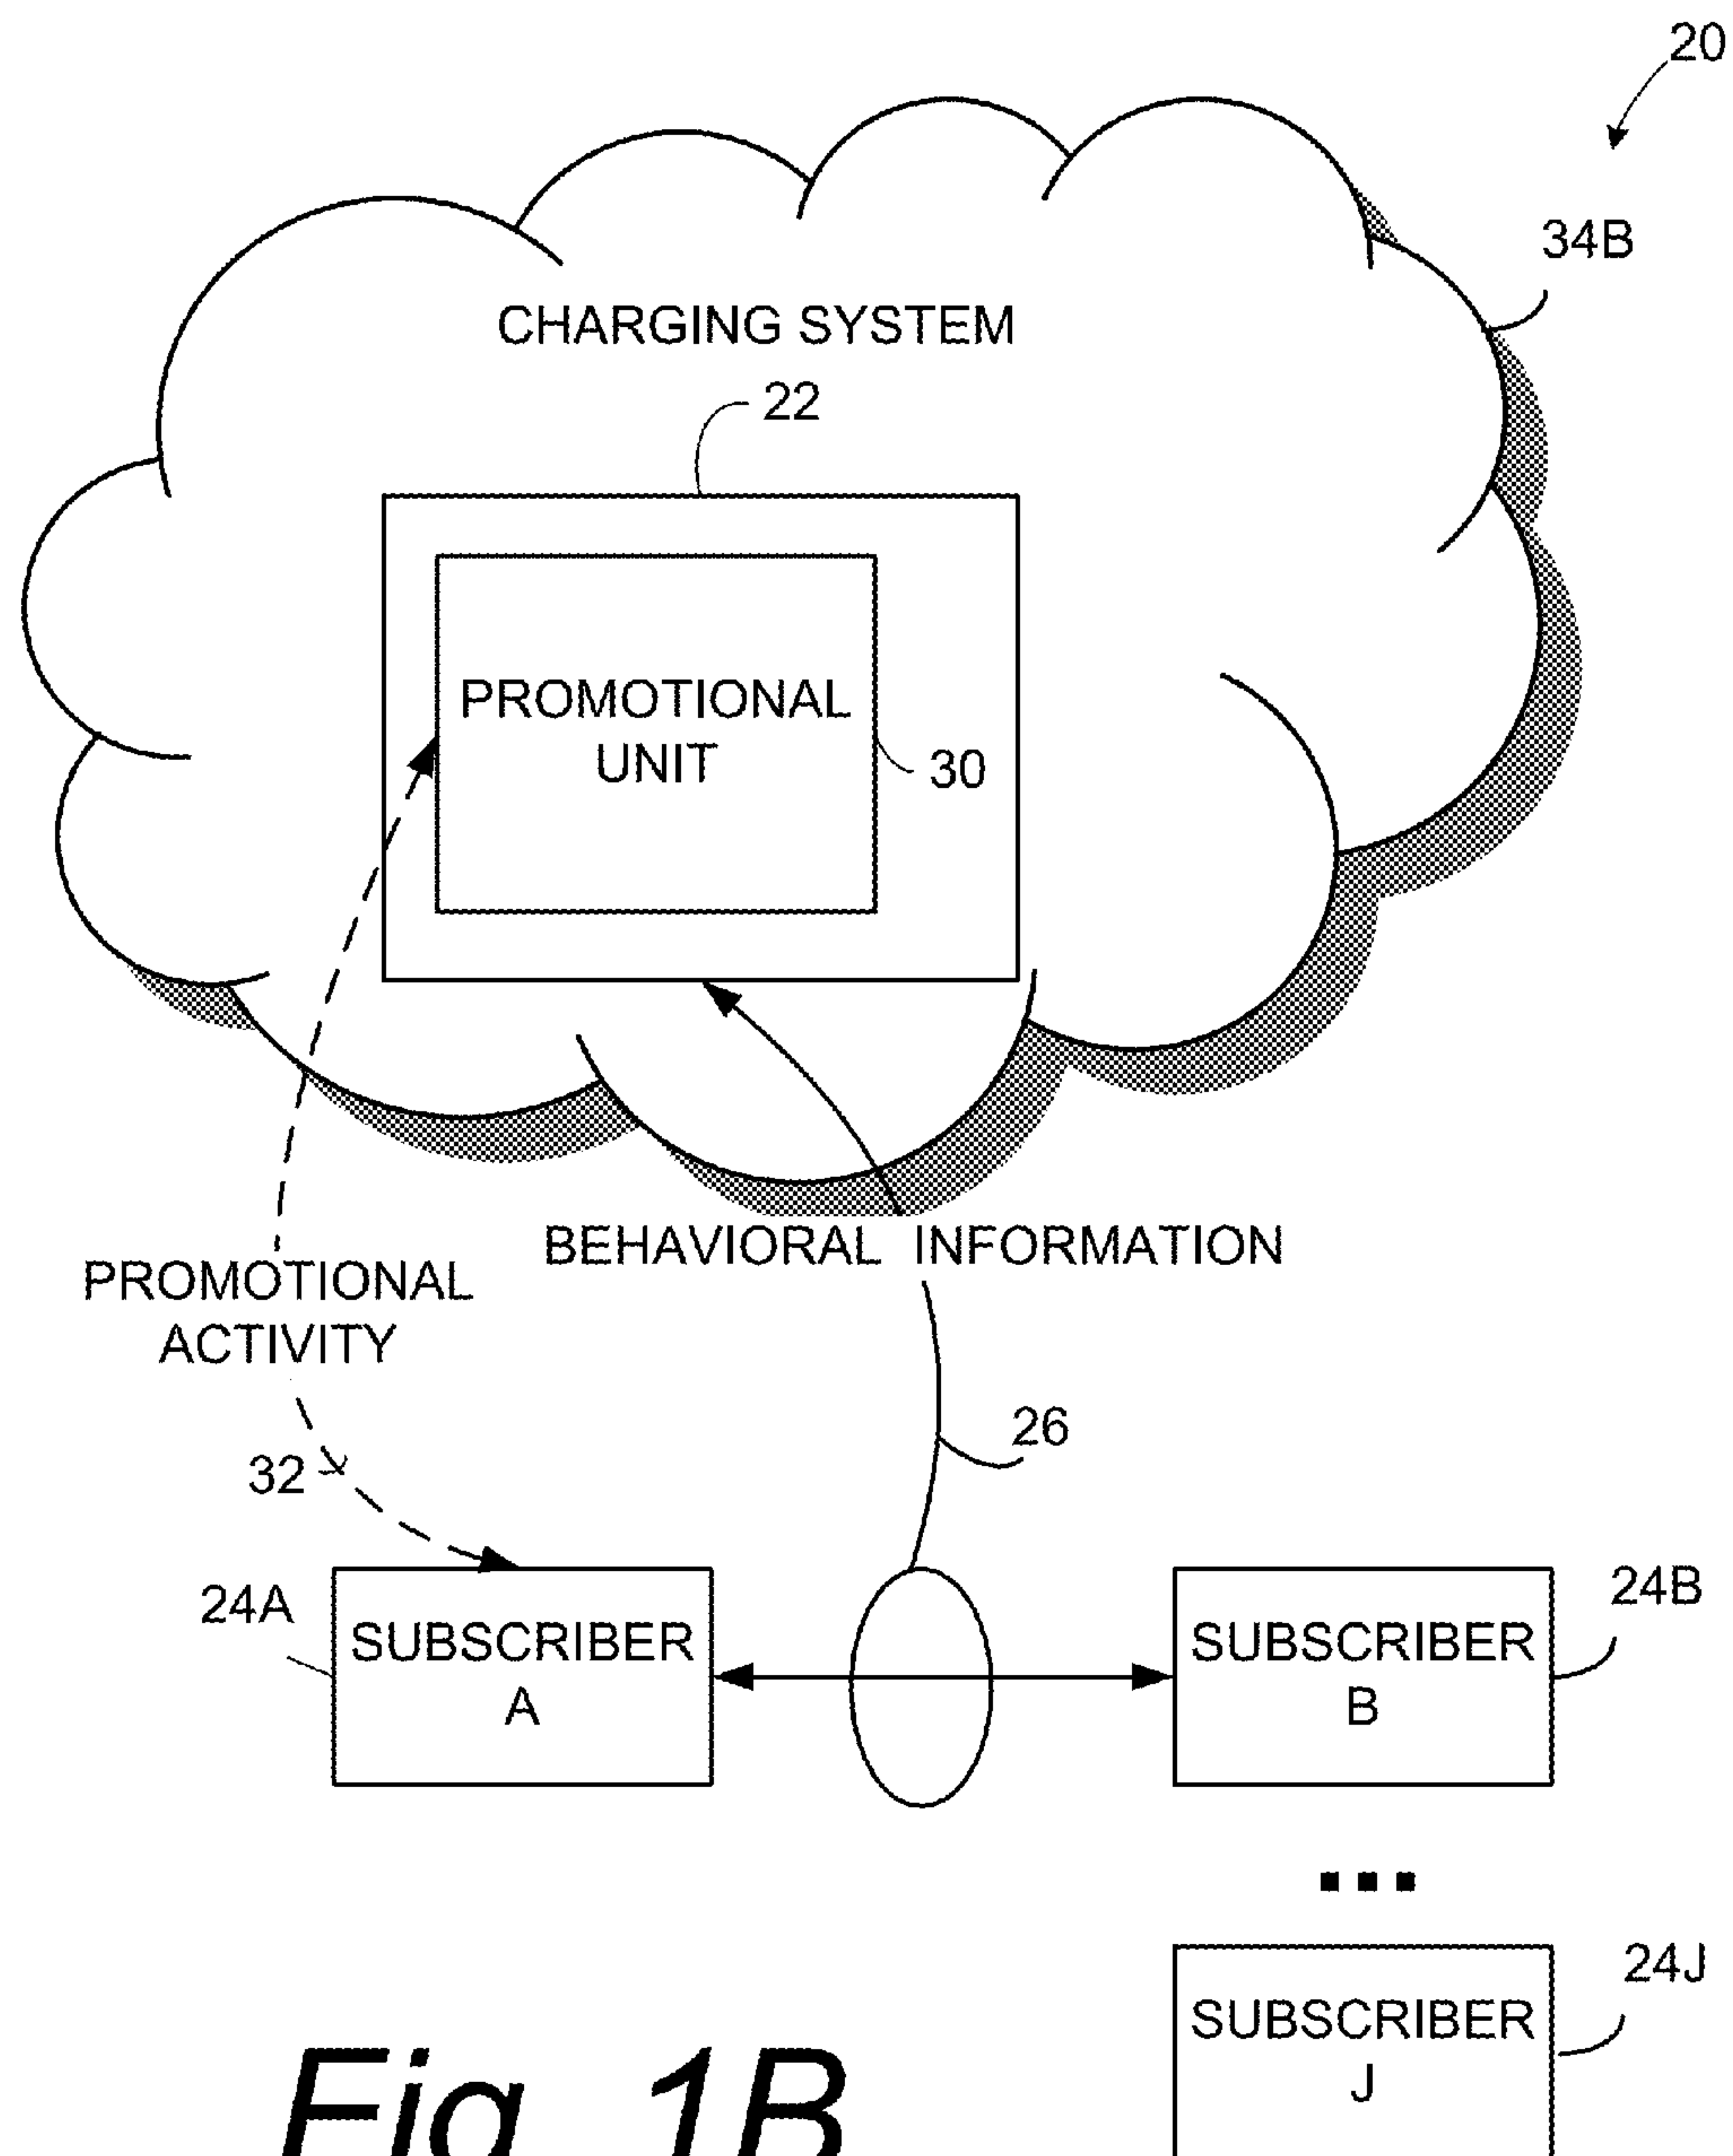 20
34B
CHARGING SYSTEM
22
PROMOTIONAL
UNIT
30
BEHAVIORAL INFORMATION
PROMOTIONAL
ACTIVITY
26
32
24A
SUBSCRIBER
A
24B
SUBSCRIBER
B
...
24J
SUBSCRIBER
J
Fig. 1B